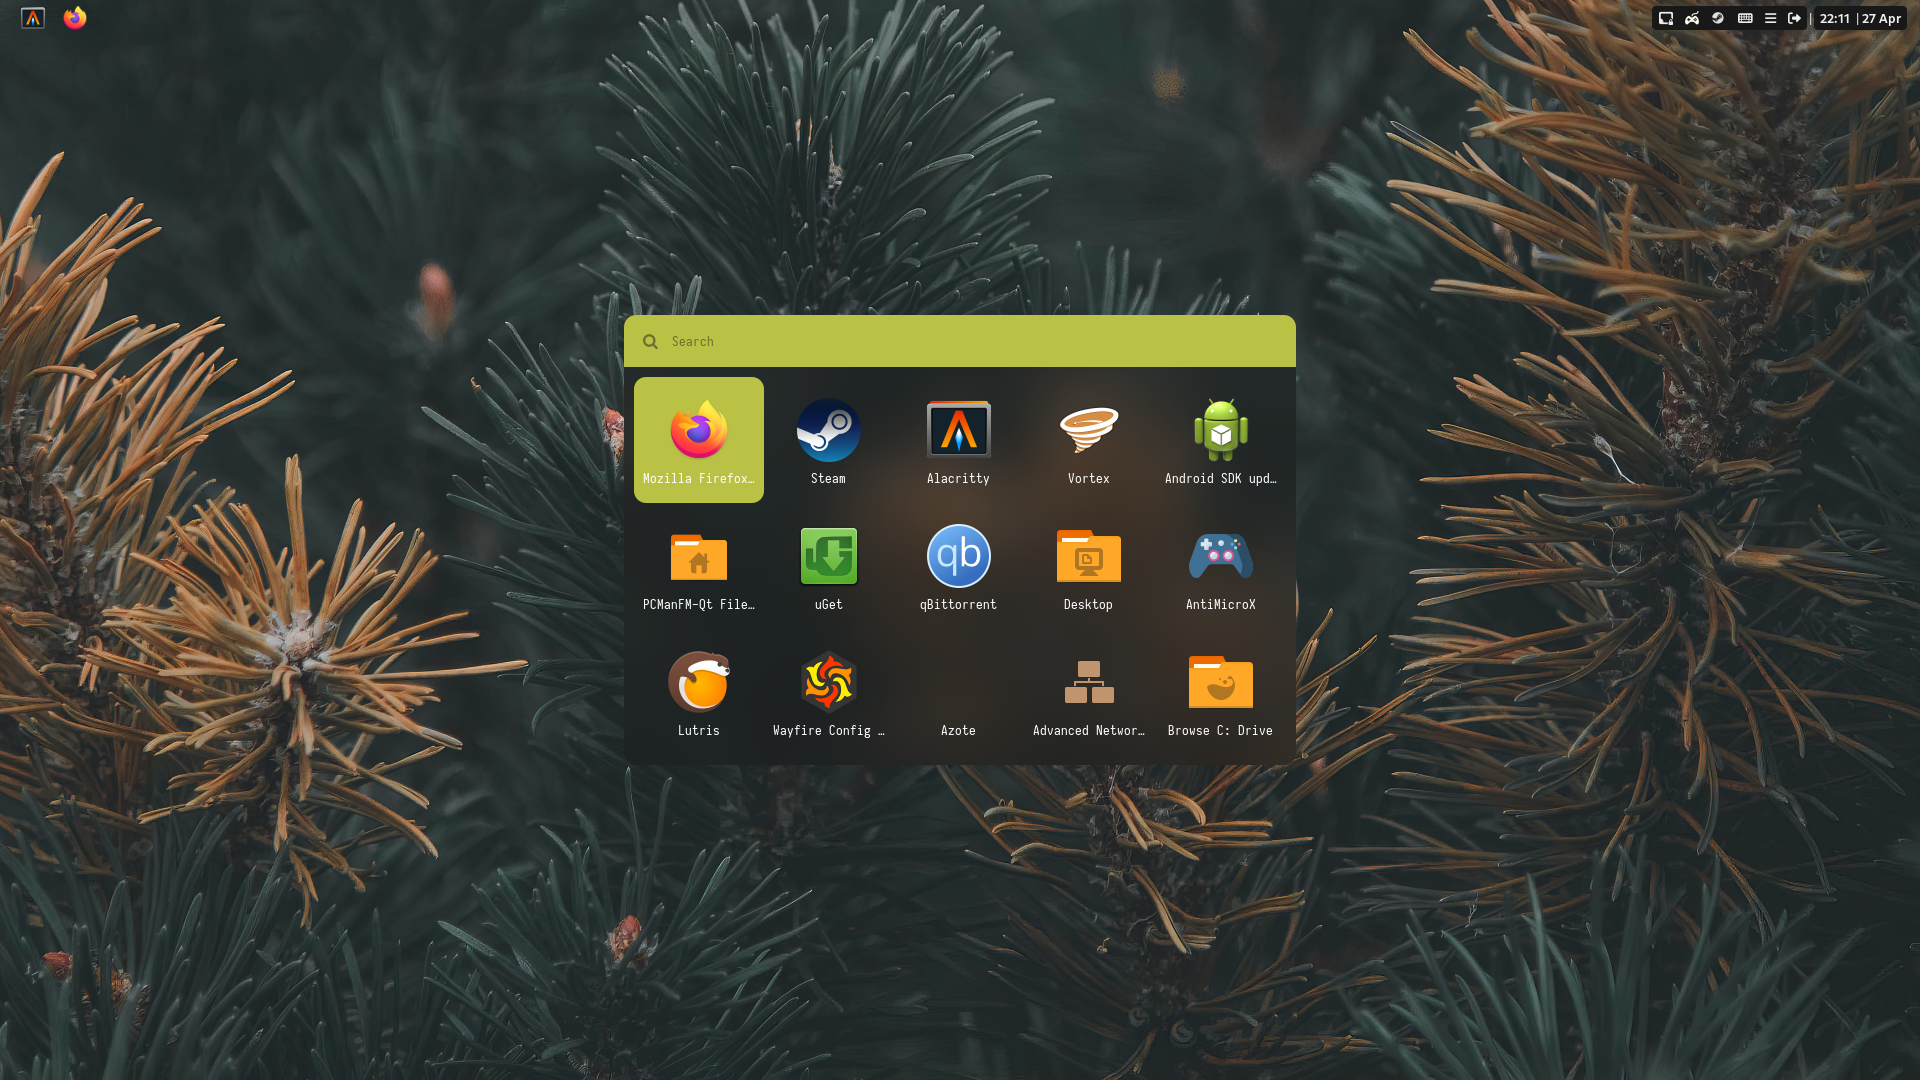 22:11 | 27 Apr
Search
Mozilla Firefox…
Steam
Alacritty
Vortex
Android SDK upd…
PCManFM-Qt File…
uGet
qb
qBittorrent
Desktop
AntiMicroX
Lutris
Wayfire Config …
Azote
Advanced Networ…
Browse C: Drive